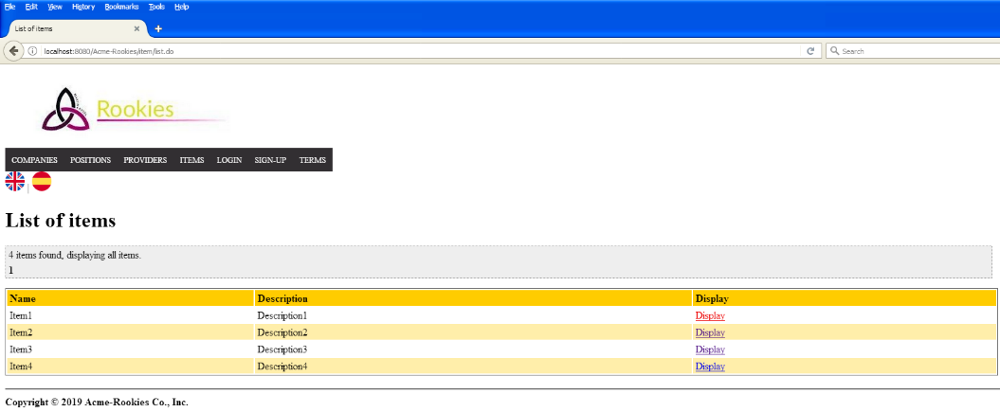 File Edit View History Bookmarks Tools Help
List of items
localhost:8080/Acme-Rookies/item/list.do
Search
Rookies
COMPANIES POSITIONS PROVIDERS ITEMS LOGIN SIGN-UP TERMS
|
List of items
4 items found, displaying all items.
1
Name Description Display
Item1 Description1 Display
Item2 Description2 Display
Item3 Description3 Display
Item4 Description4 Display
Copyright © 2019 Acme-Rookies Co., Inc.